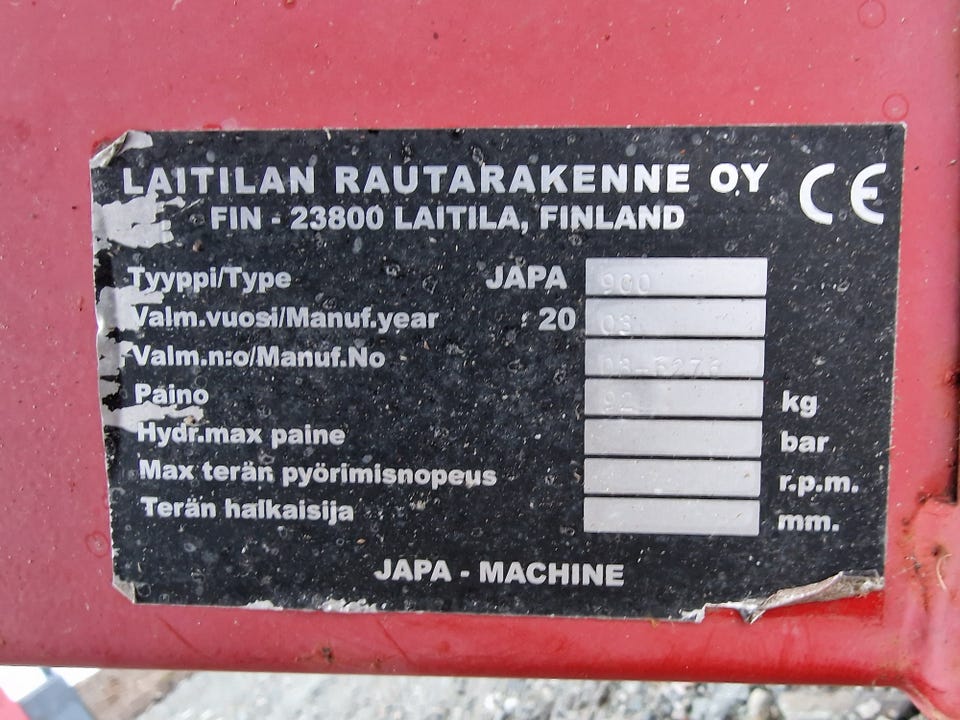 LAITILAN RAUTARAKENNE OY CE
FIN - 23800 LAITILA, FINLAND
Tyyppi/Type JAPA 900
Valm.vuosi/Manuf.year 20 03
Valm.n:o/Manuf.No
Paino 92 kg
Hydr.max paine bar
Max terän pyörimisnopeus r.p.m.
Terän halkaisija mm.
JAPA - MACHINE